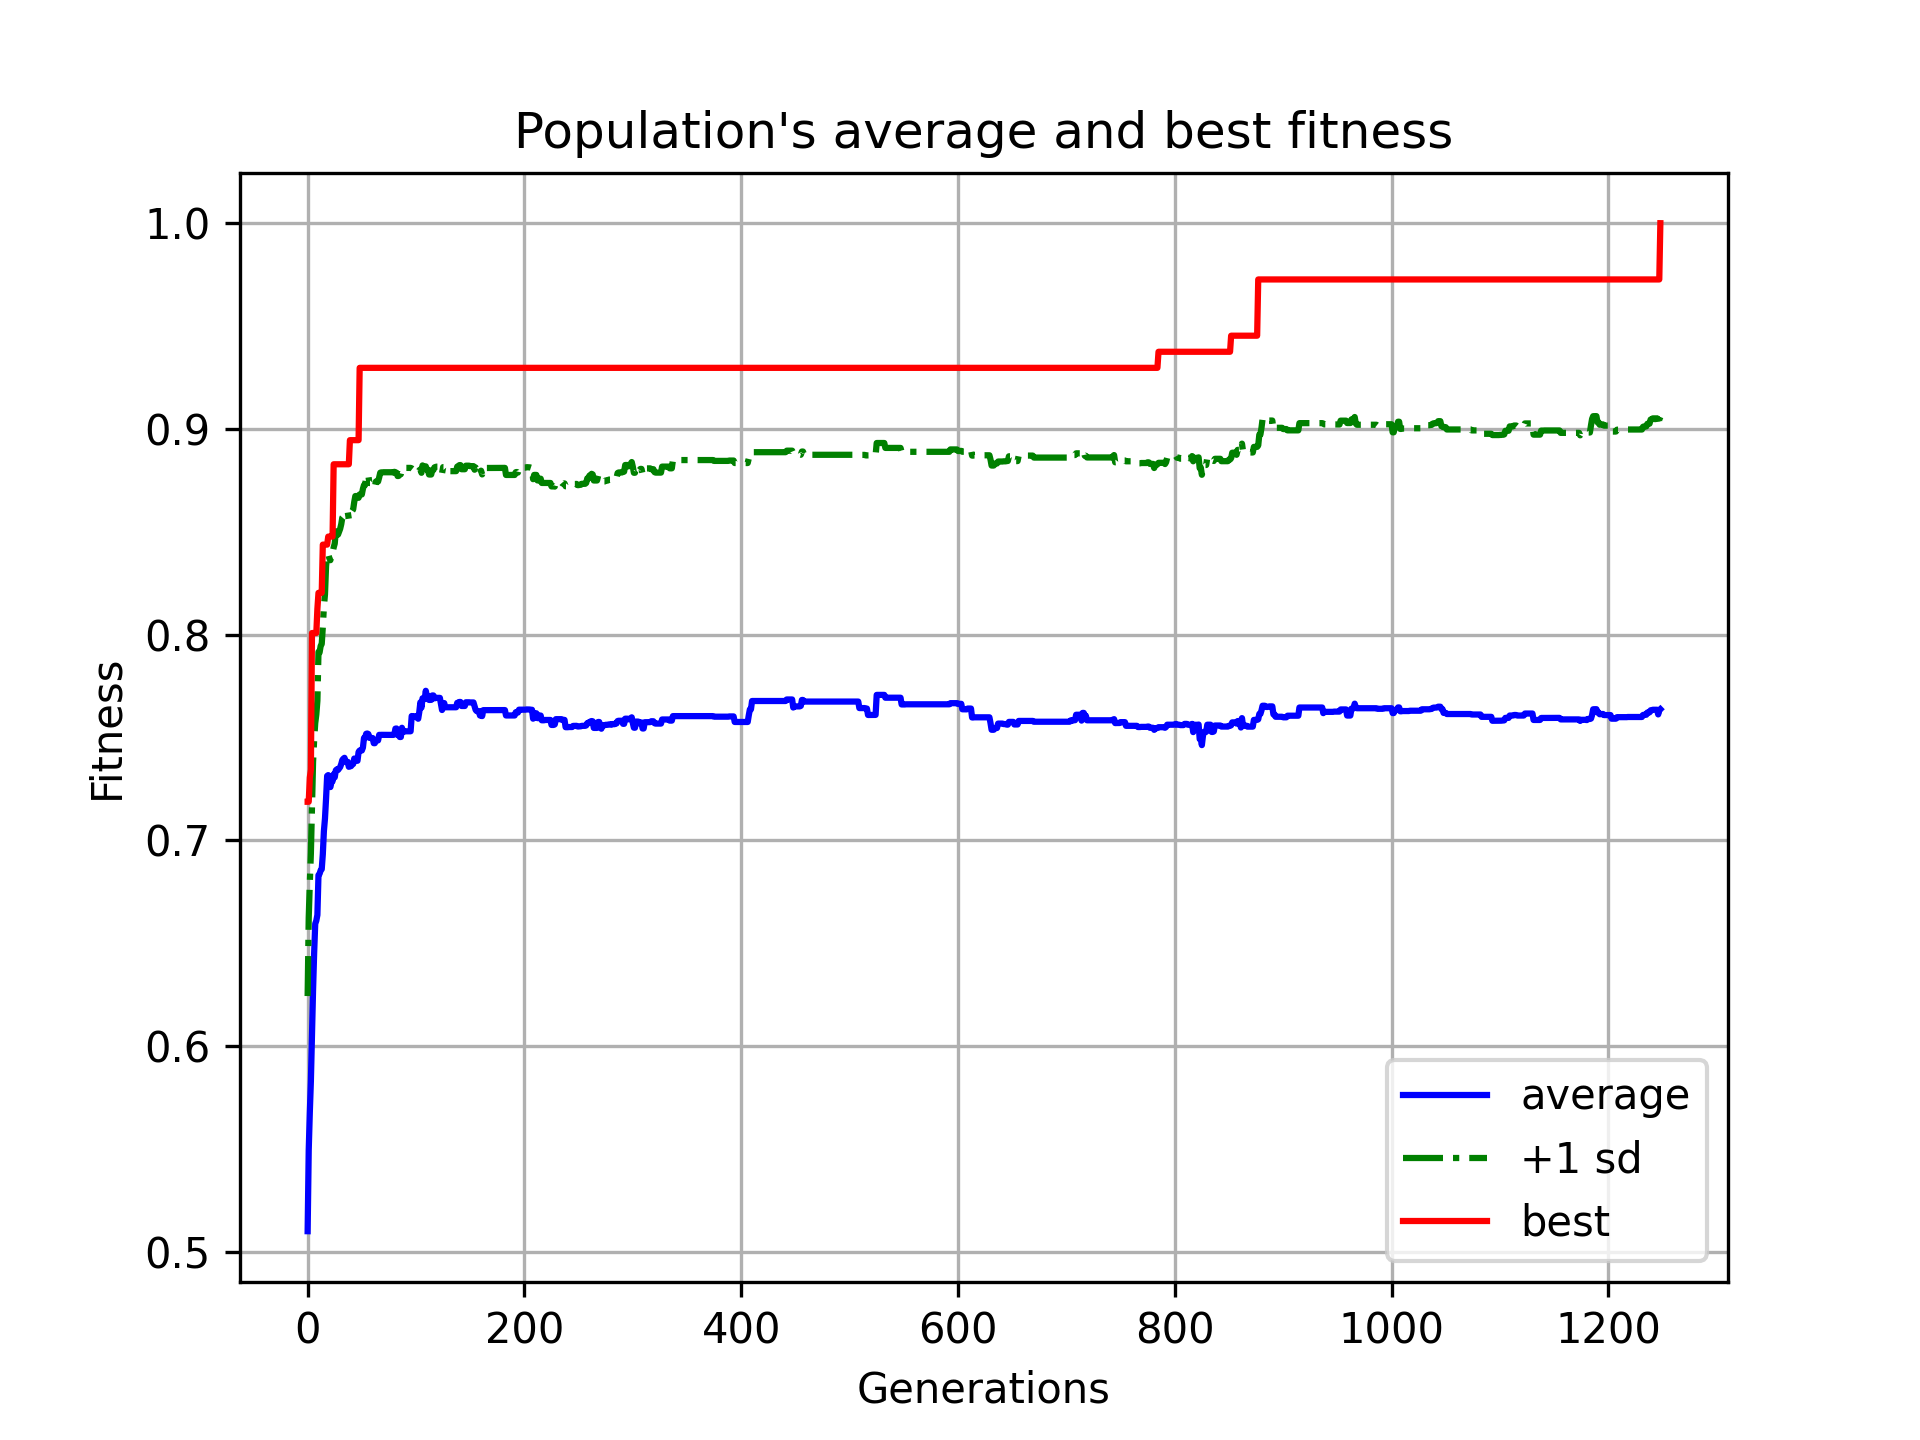 Population's average and best fitness
1.0
0.9
0.8
0.7
0.6
0.5
Fitness
0 200 400 600 800 1000 1200
Generations
average
+1 sd
best